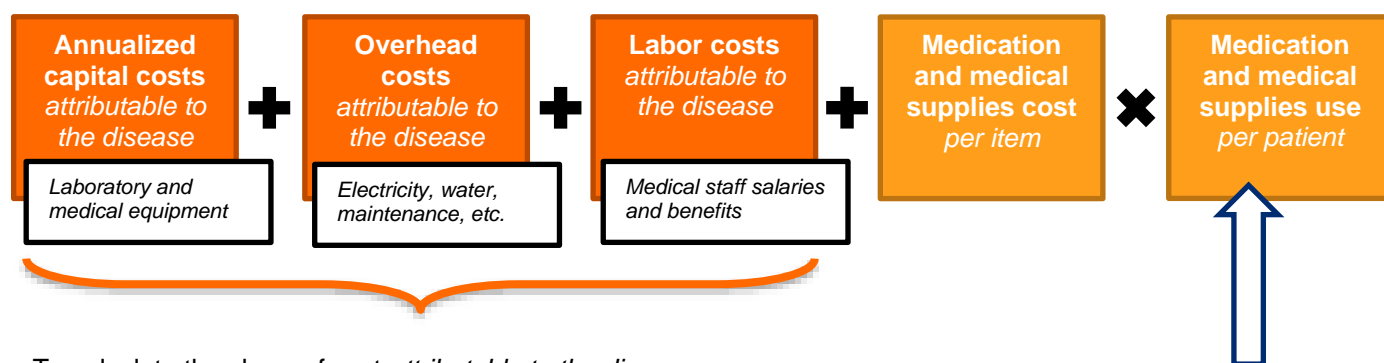 Annualized
capital costs
attributable to
the disease
Laboratory and
medical equipment
Overhead
costs
attributable to
the disease
Electricity, water,
maintenance, etc.
Labor costs
attributable to
the disease
Medical staff salaries
and benefits
Medication
and medical
supplies cost
per item
Medication
and medical
supplies use
per patient